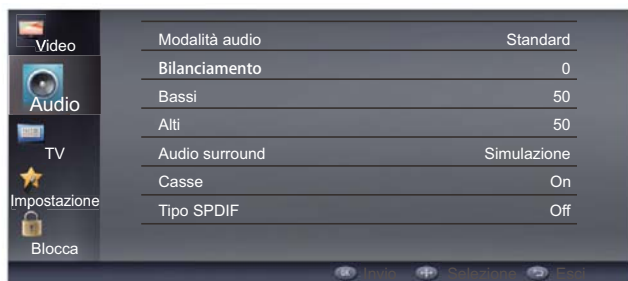 Video
Audio
TV
Impostazione
Blocca
Modalità audio Standard
Bilanciamento 0
Bassi 50
Alti 50
Audio surround Simulazione
Casse On
Tipo SPDIF Off
OK Invio Selezione Esci